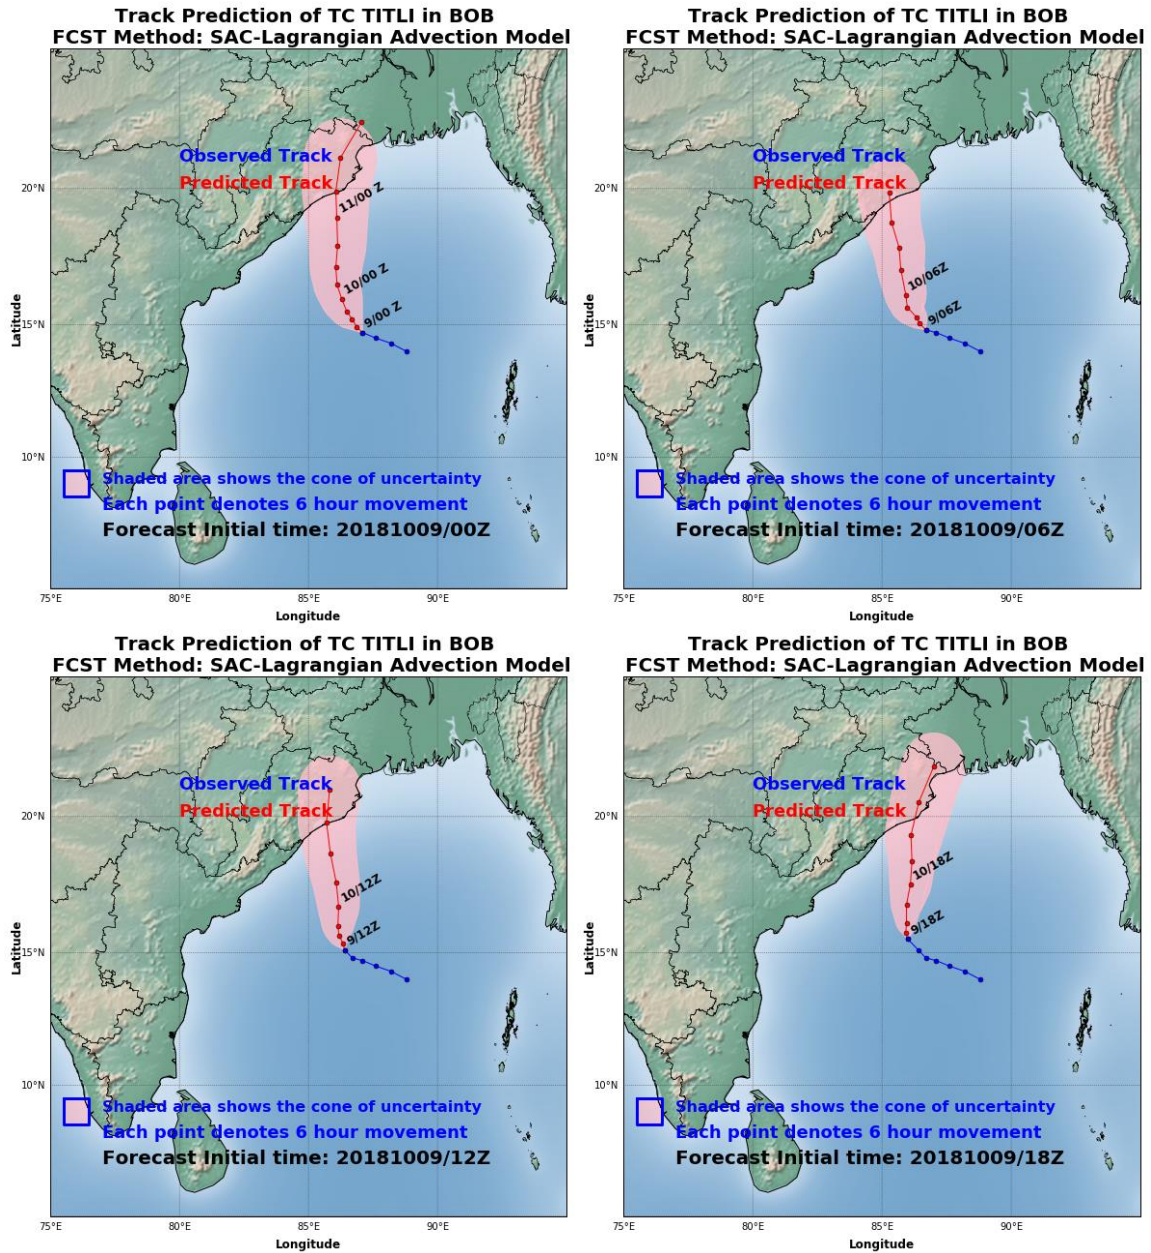 Track Prediction of TC TITLI in BOB
FCST Method: SAC-Lagrangian Advection Model
Observed Track
Predicted Track
20°N
11/00 Z
10/00 Z
9/00 Z
15°N
Latitude
10°N
Shaded area shows the cone of uncertainty
Each point denotes 6 hour movement
Forecast Initial time: 20181009/00Z
75°E 80°E 85°E 90°E
Longitude
Track Prediction of TC TITLI in BOB
FCST Method: SAC-Lagrangian Advection Model
Observed Track
Predicted Track
20°N
10/06Z
9/06Z
15°N
Latitude
10°N
Shaded area shows the cone of uncertainty
Each point denotes 6 hour movement
Forecast Initial time: 20181009/06Z
75°E 80°E 85°E 90°E
Longitude
Track Prediction of TC TITLI in BOB
FCST Method: SAC-Lagrangian Advection Model
Observed Track
Predicted Track
20°N
10/12Z
9/12Z
15°N
Latitude
10°N
Shaded area shows the cone of uncertainty
Each point denotes 6 hour movement
Forecast Initial time: 20181009/12Z
75°E 80°E 85°E 90°E
Longitude
Track Prediction of TC TITLI in BOB
FCST Method: SAC-Lagrangian Advection Model
Observed Track
Predicted Track
20°N
10/18Z
9/18Z
15°N
Latitude
10°N
Shaded area shows the cone of uncertainty
Each point denotes 6 hour movement
Forecast Initial time: 20181009/18Z
75°E 80°E 85°E 90°E
Longitude